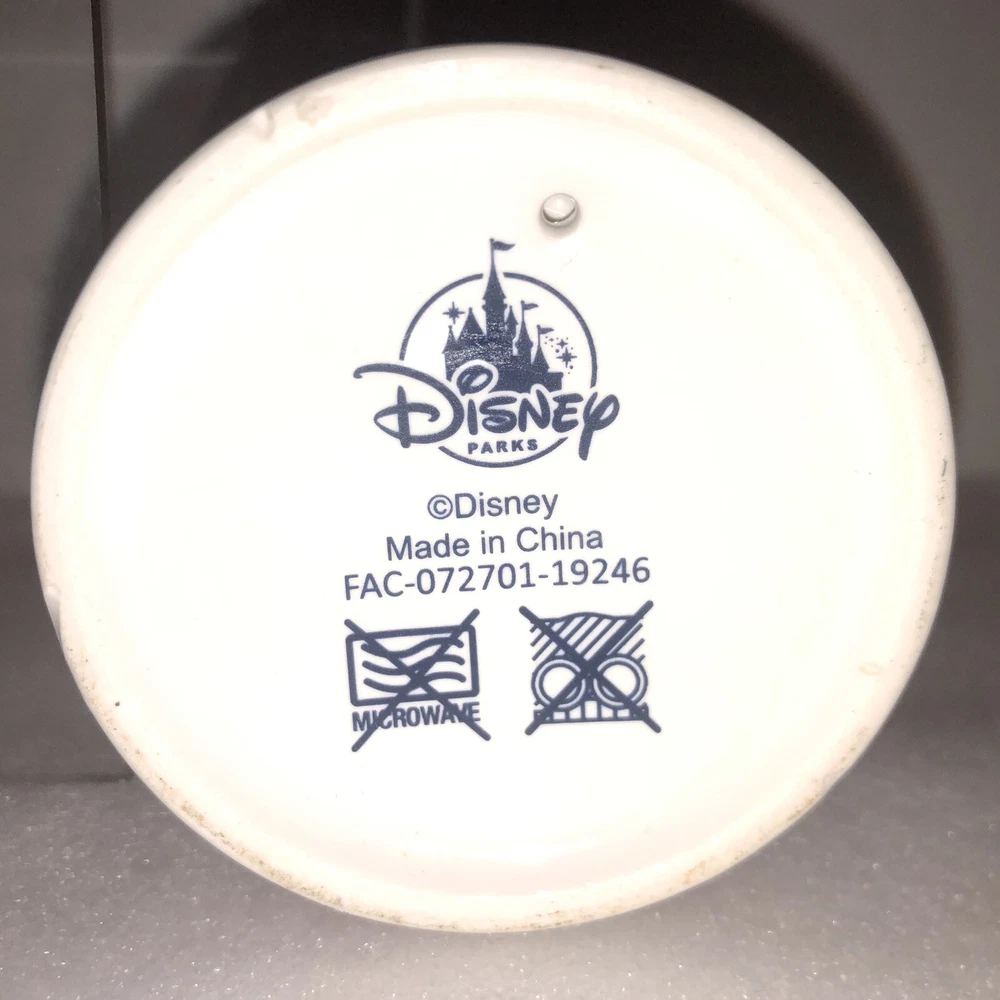 Disney
PARKS
©Disney
Made in China
FAC-072701-19246
MICROWAVE